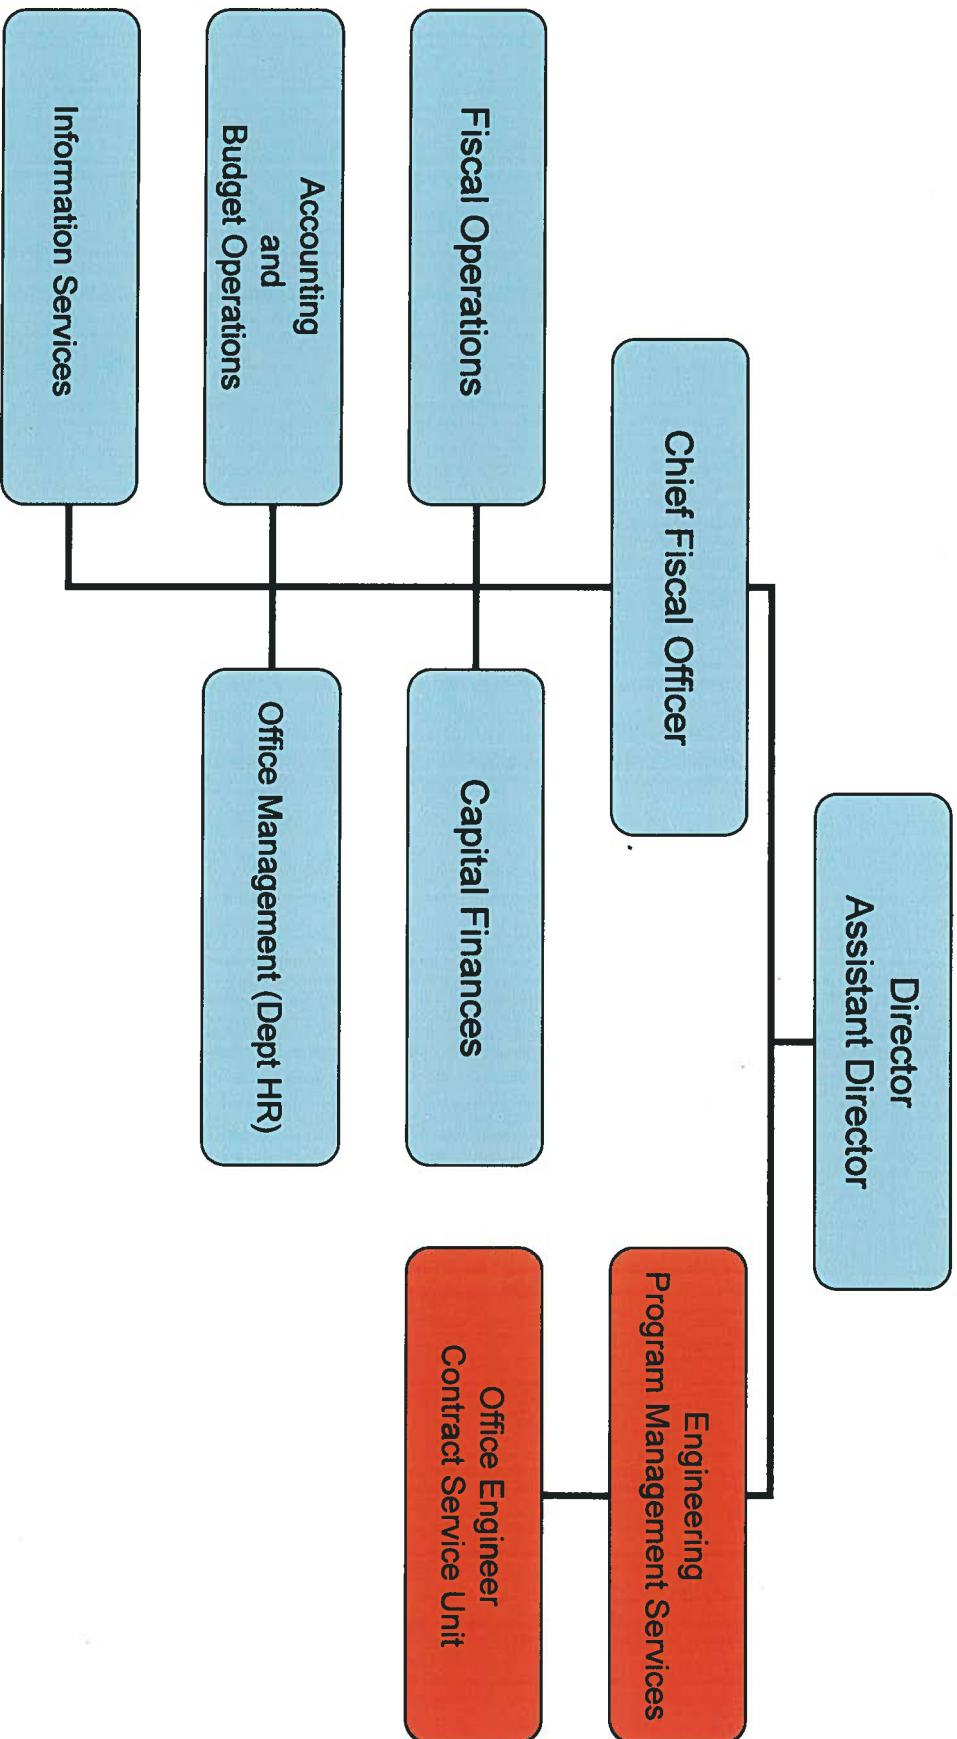 Director
Assistant Director
Chief Fiscal Officer
Engineering
Program Management Services
Fiscal Operations
Capital Finances
Office Engineer
Contract Service Unit
Accounting
and
Budget Operations
Office Management (Dept HR)
Information Services